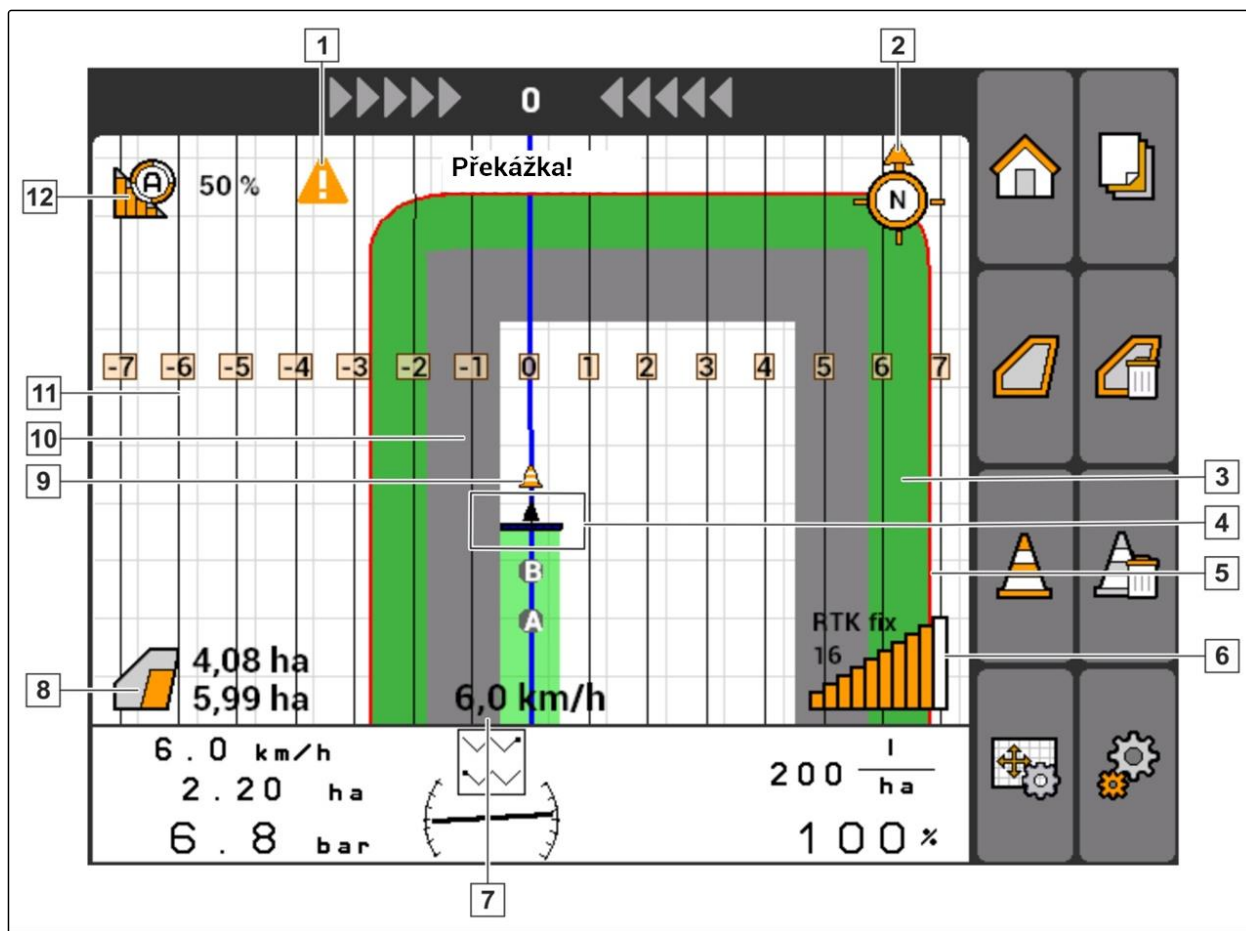 1
2
0
Překážka!
12
50 %
N
A
-7 -6 -5 -4 -3 -2 -1 0 1 2 3 4 5 6 7
11
10
9
3
4
5
B
A
RTK fix
16
6
8
4,08 ha
5,99 ha
6,0 km/h
6.0 km/h
2.20 ha
6.8 bar
200 l/ha
100%
7